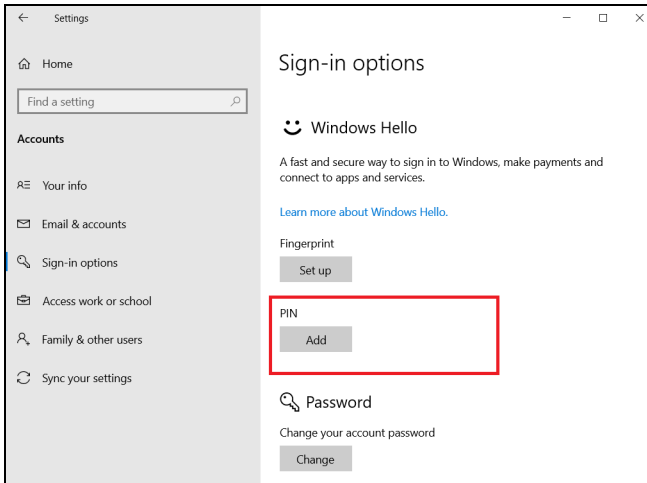 Settings
Home
Find a setting
Accounts
Your info
Email & accounts
Sign-in options
Access work or school
Family & other users
Sync your settings
Sign-in options
Windows Hello
A fast and secure way to sign in to Windows, make payments and
connect to apps and services.
Learn more about Windows Hello.
Fingerprint
Set up
PIN
Add
Password
Change your account password
Change